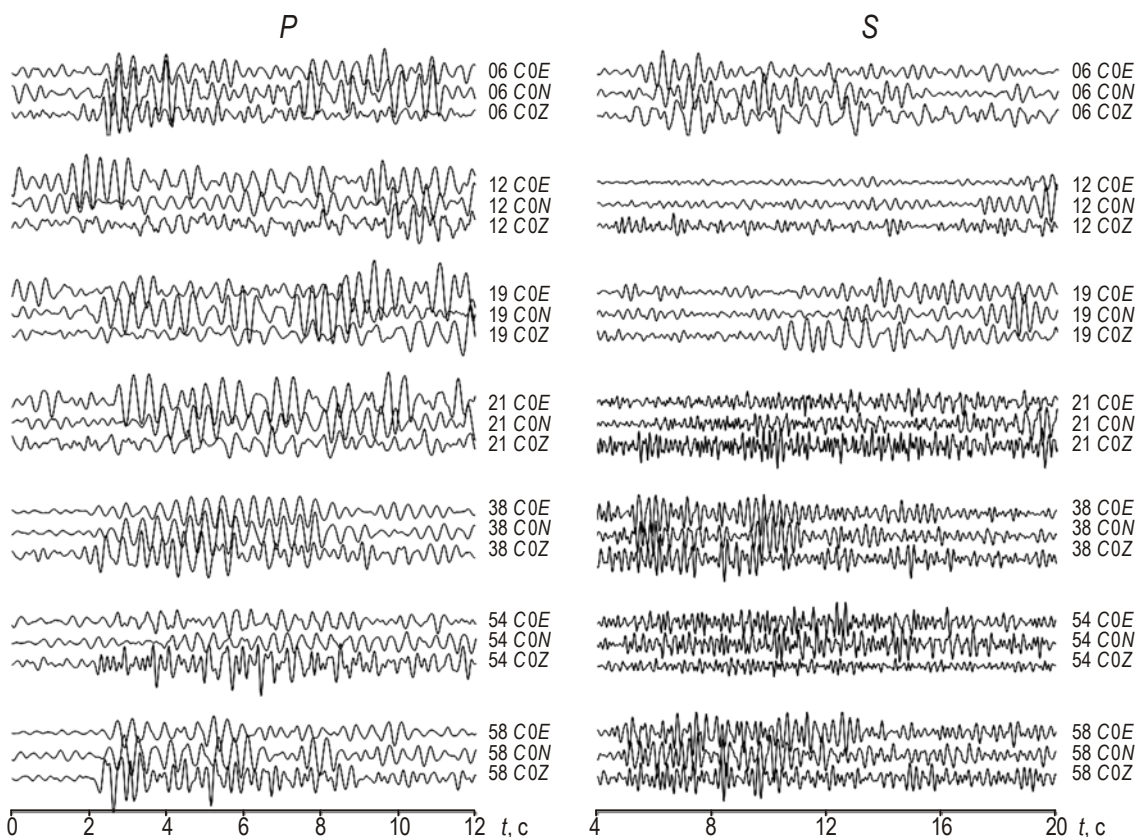 P
S
06 C0E
06 C0N
06 C0Z
06 C0E
06 C0N
06 C0Z
12 C0E
12 C0N
12 C0Z
12 C0E
12 C0N
12 C0Z
19 C0E
19 C0N
19 C0Z
19 C0E
19 C0N
19 C0Z
21 C0E
21 C0N
21 C0Z
21 C0E
21 C0N
21 C0Z
38 C0E
38 C0N
38 C0Z
38 C0E
38 C0N
38 C0Z
54 C0E
54 C0N
54 C0Z
54 C0E
54 C0N
54 C0Z
58 C0E
58 C0N
58 C0Z
58 C0E
58 C0N
58 C0Z
0 2 4 6 8 10 12 t, с
4 8 12 16 20 t, с